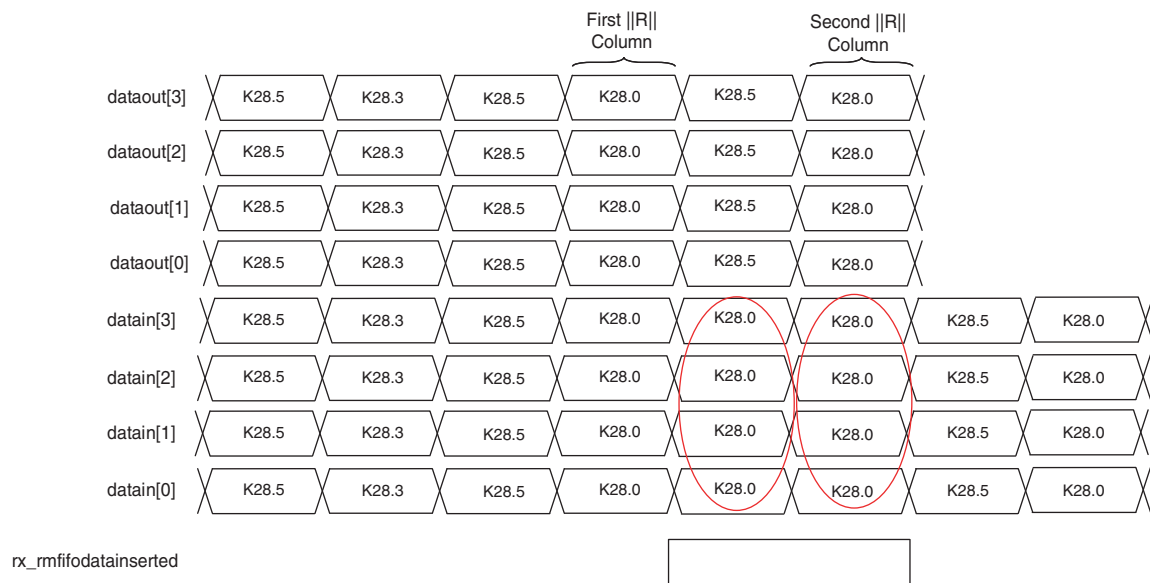 First ||R||
Column
Second ||R||
Column
dataout[3] K28.5 K28.3 K28.5 K28.0 K28.5 K28.0
dataout[2] K28.5 K28.3 K28.5 K28.0 K28.5 K28.0
dataout[1] K28.5 K28.3 K28.5 K28.0 K28.5 K28.0
dataout[0] K28.5 K28.3 K28.5 K28.0 K28.5 K28.0
datain[3] K28.5 K28.3 K28.5 K28.0 K28.0 K28.0 K28.5 K28.0
datain[2] K28.5 K28.3 K28.5 K28.0 K28.0 K28.0 K28.5 K28.0
datain[1] K28.5 K28.3 K28.5 K28.0 K28.0 K28.0 K28.5 K28.0
datain[0] K28.5 K28.3 K28.5 K28.0 K28.0 K28.0 K28.5 K28.0
rx_rmfifodatainserted